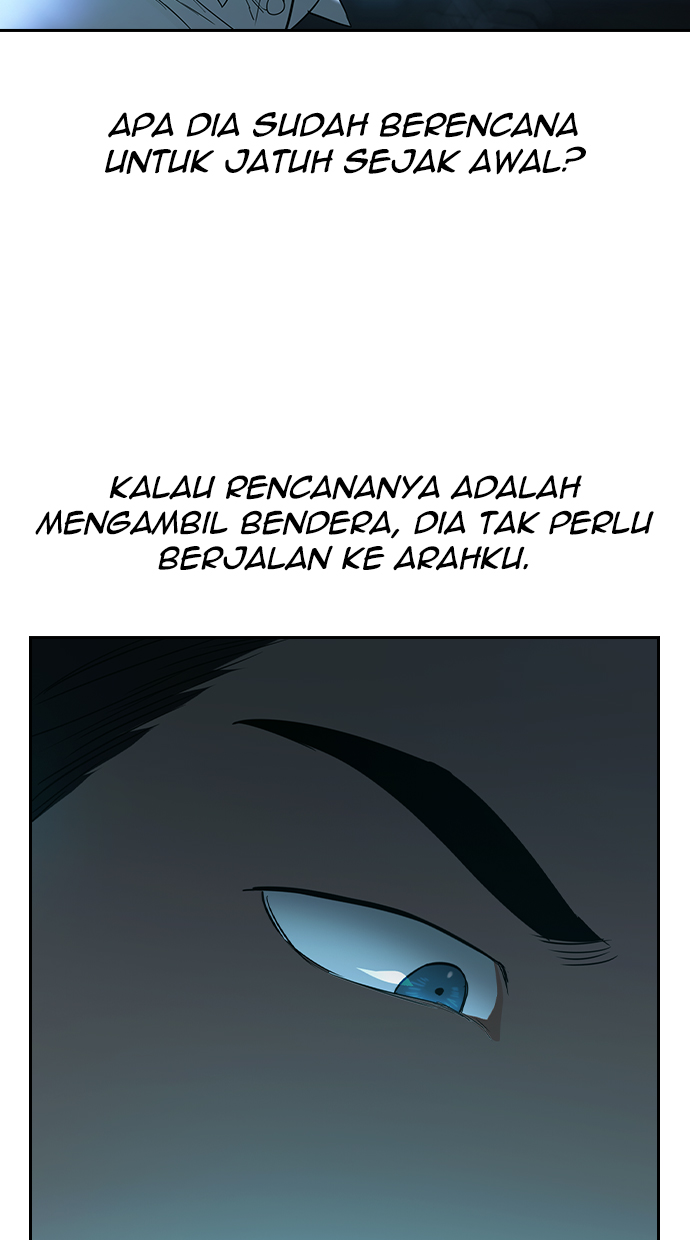 APA DIA SUDAH BERENCANA
UNTUK JATUH SEJAK AWAL?
KALAU RENCANANYA ADALAH
MENGAMBIL BENDERA, DIA TAK PERLU
BERJALAN KE ARAHKU.